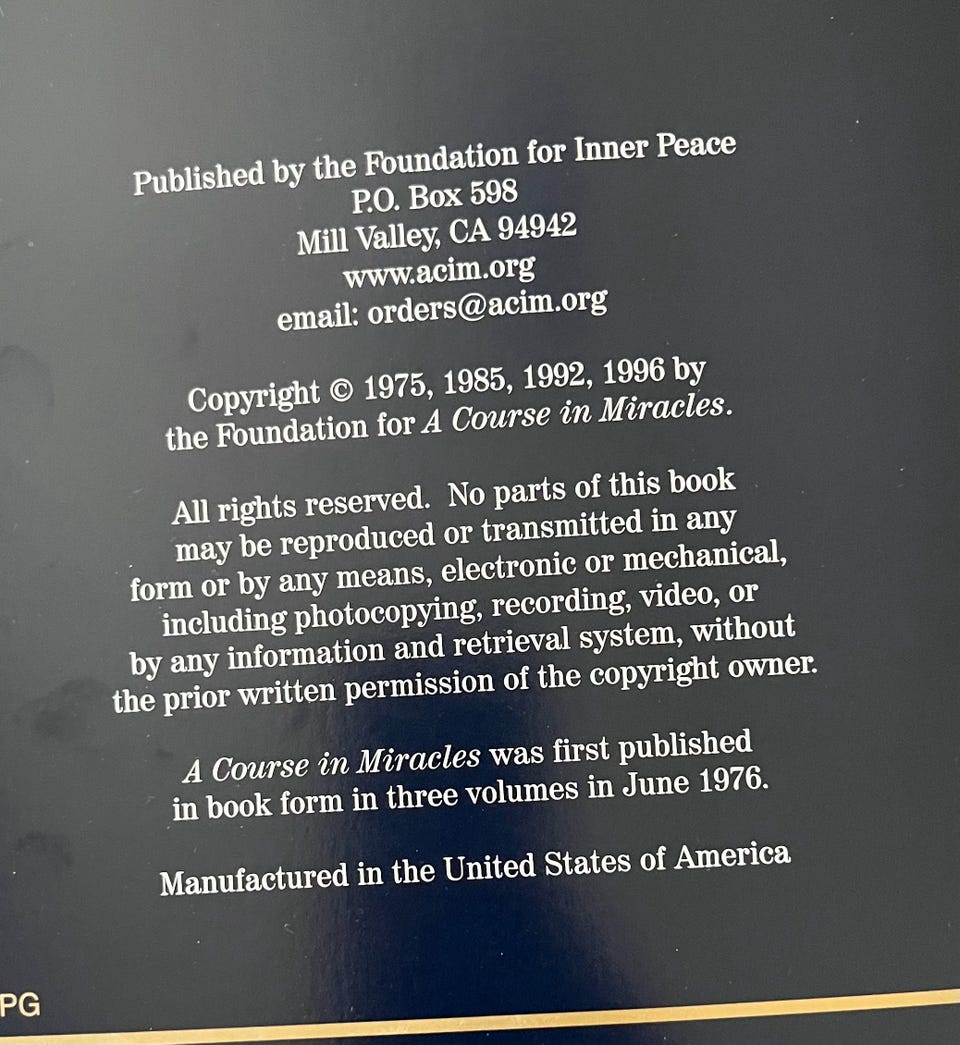 Published by the Foundation for Inner Peace
P.O. Box 598
Mill Valley, CA 94942
www.acim.org
email: orders@acim.org
Copyright © 1975, 1985, 1992, 1996 by
the Foundation for A Course in Miracles.
All rights reserved.  No parts of this book
may be reproduced or transmitted in any
form or by any means, electronic or mechanical,
including photocopying, recording, video, or
by any information and retrieval system, without
the prior written permission of the copyright owner.
A Course in Miracles was first published
in book form in three volumes in June 1976.
Manufactured in the United States of America
PG